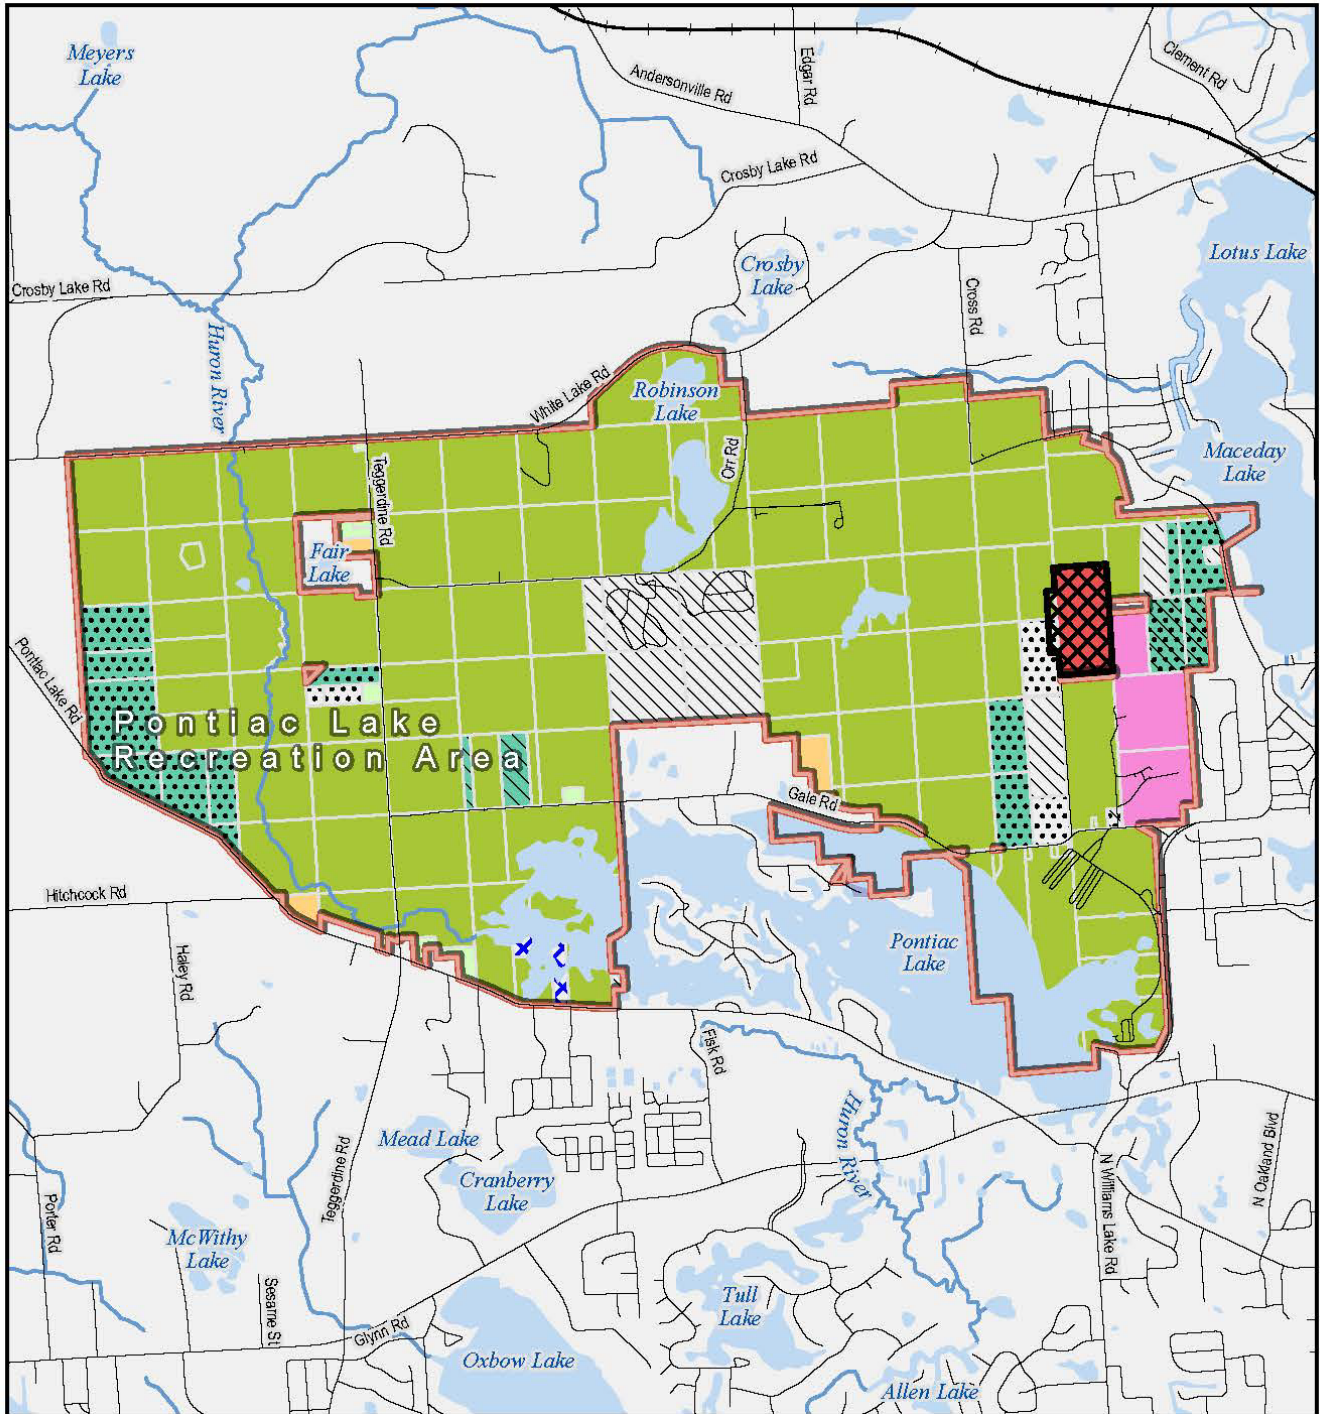 Meyers
Lake
Andersonville Rd
Edgar Rd
Clement Rd
Crosby Lake Rd
Lotus Lake
Crosby
Lake
Crosby Lake Rd
Cross Rd
Huron River
White Lake Rd
Robinson
Lake
Orr Rd
Maceday
Lake
Teggerdine Rd
Fair
Lake
Pontiac Lake Rd
Pontiac Lake
Recreation Area
Gale Rd
Hitchcock Rd
Pontiac
Lake
Haley Rd
Fisk Rd
Huron River
Mead Lake
Teggerdine Rd
Cranberry
Lake
N Williams Lake Rd
N Oakland Blvd
Porter Rd
McWithy
Lake
Sesame St
Tull
Lake
Glynn Rd
Oxbow Lake
Allen Lake